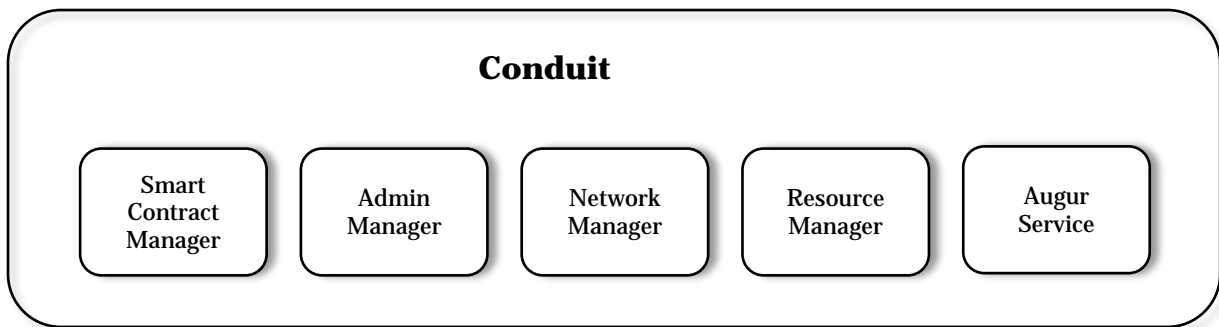 Conduit
Smart
Contract
Manager
Admin
Manager
Network
Manager
Resource
Manager
Augur
Service